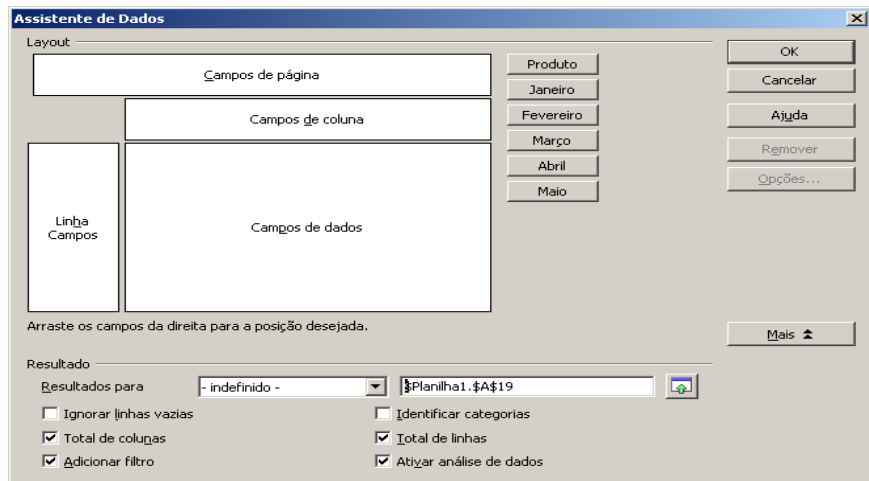 Assistente de Dados
Layout
Campos de página
Campos de coluna
Linha
Campos
Campos de dados
Produto
Janeiro
Fevereiro
Março
Abril
Maio
OK
Cancelar
Ajuda
Remover
Opções...
Arraste os campos da direita para a posição desejada.
Mais
Resultado
Resultados para
- indefinido -
$Planilha1.$A$19
Ignorar linhas vazias
Identificar categorias
Total de colunas
Total de linhas
Adicionar filtro
Ativar análise de dados